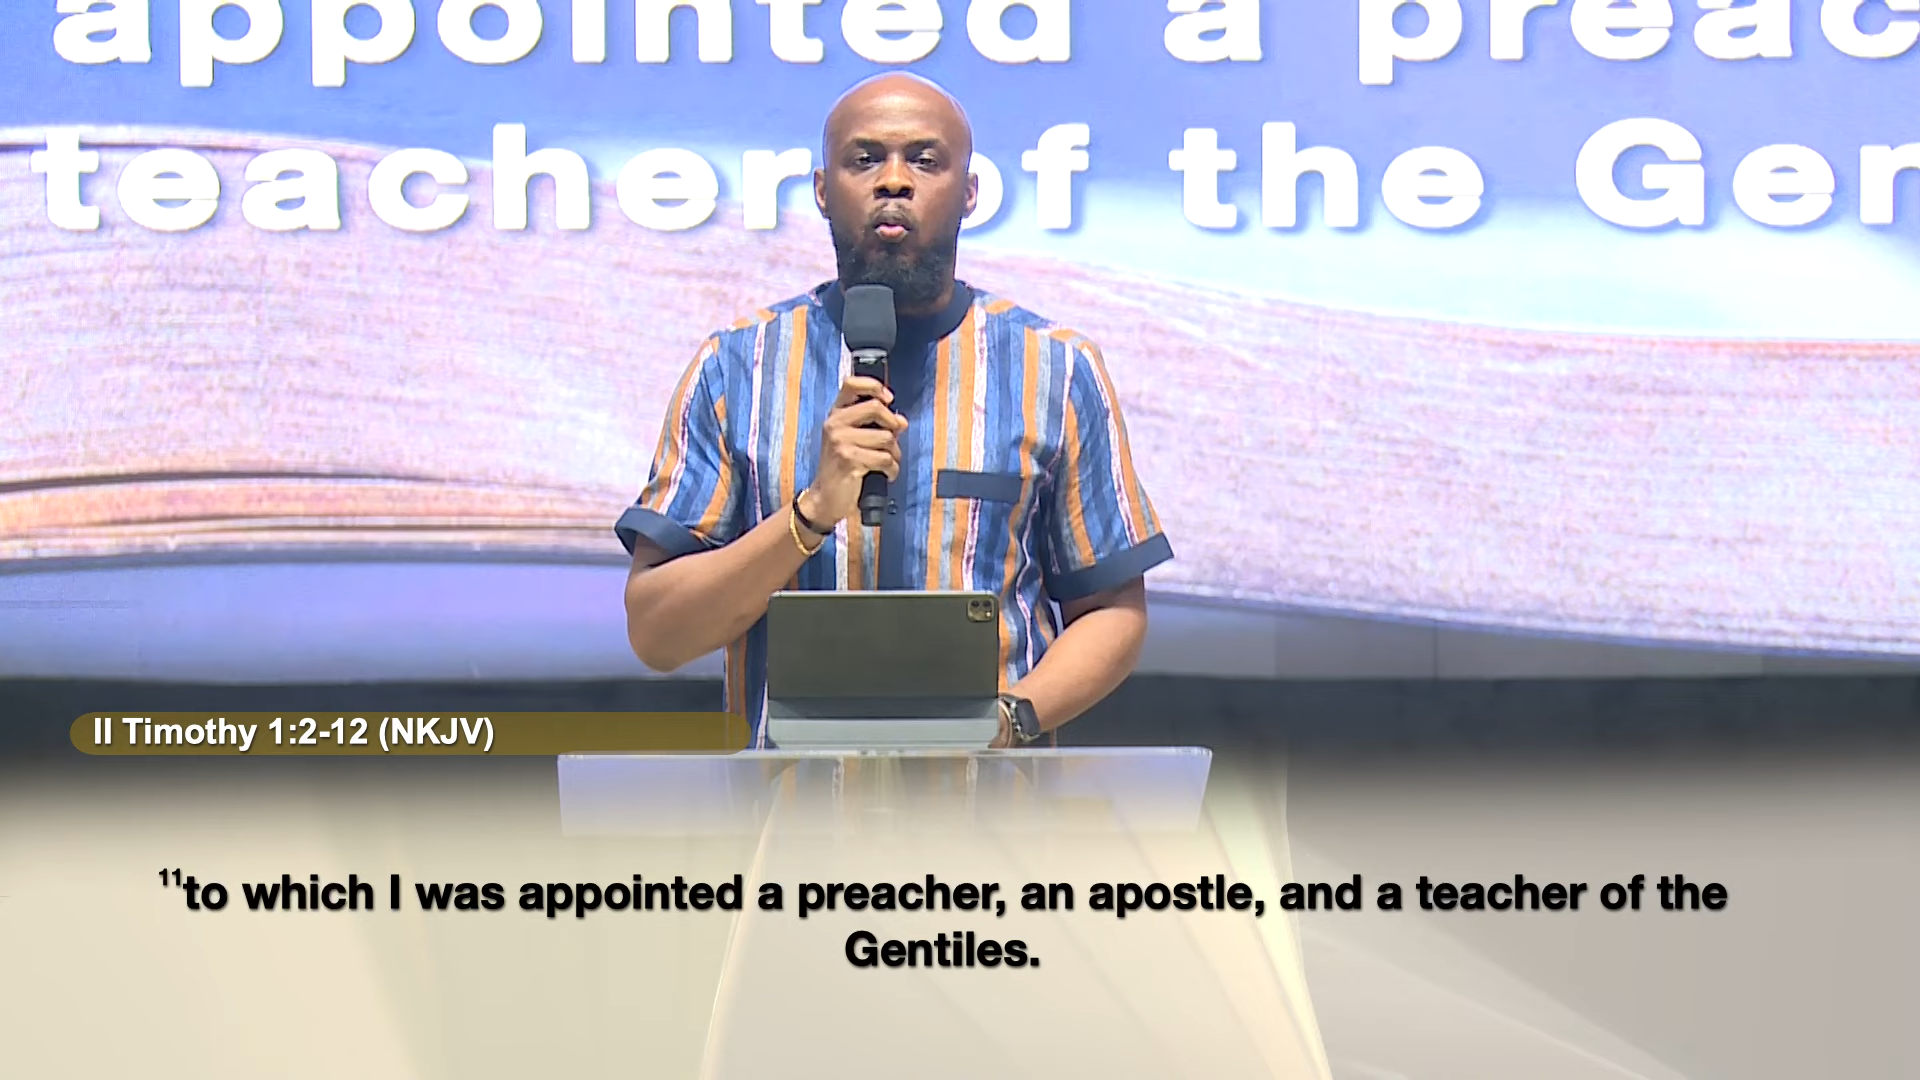 appointed a preac
teacher of the Gen
II Timothy 1:2-12 (NKJV)
11to which I was appointed a preacher, an apostle, and a teacher of the
Gentiles.